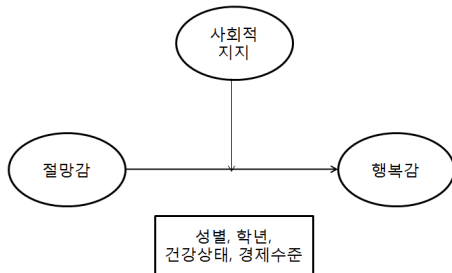 사회적
지지
절망감
행복감
성별, 학년,
건강상태, 경제수준